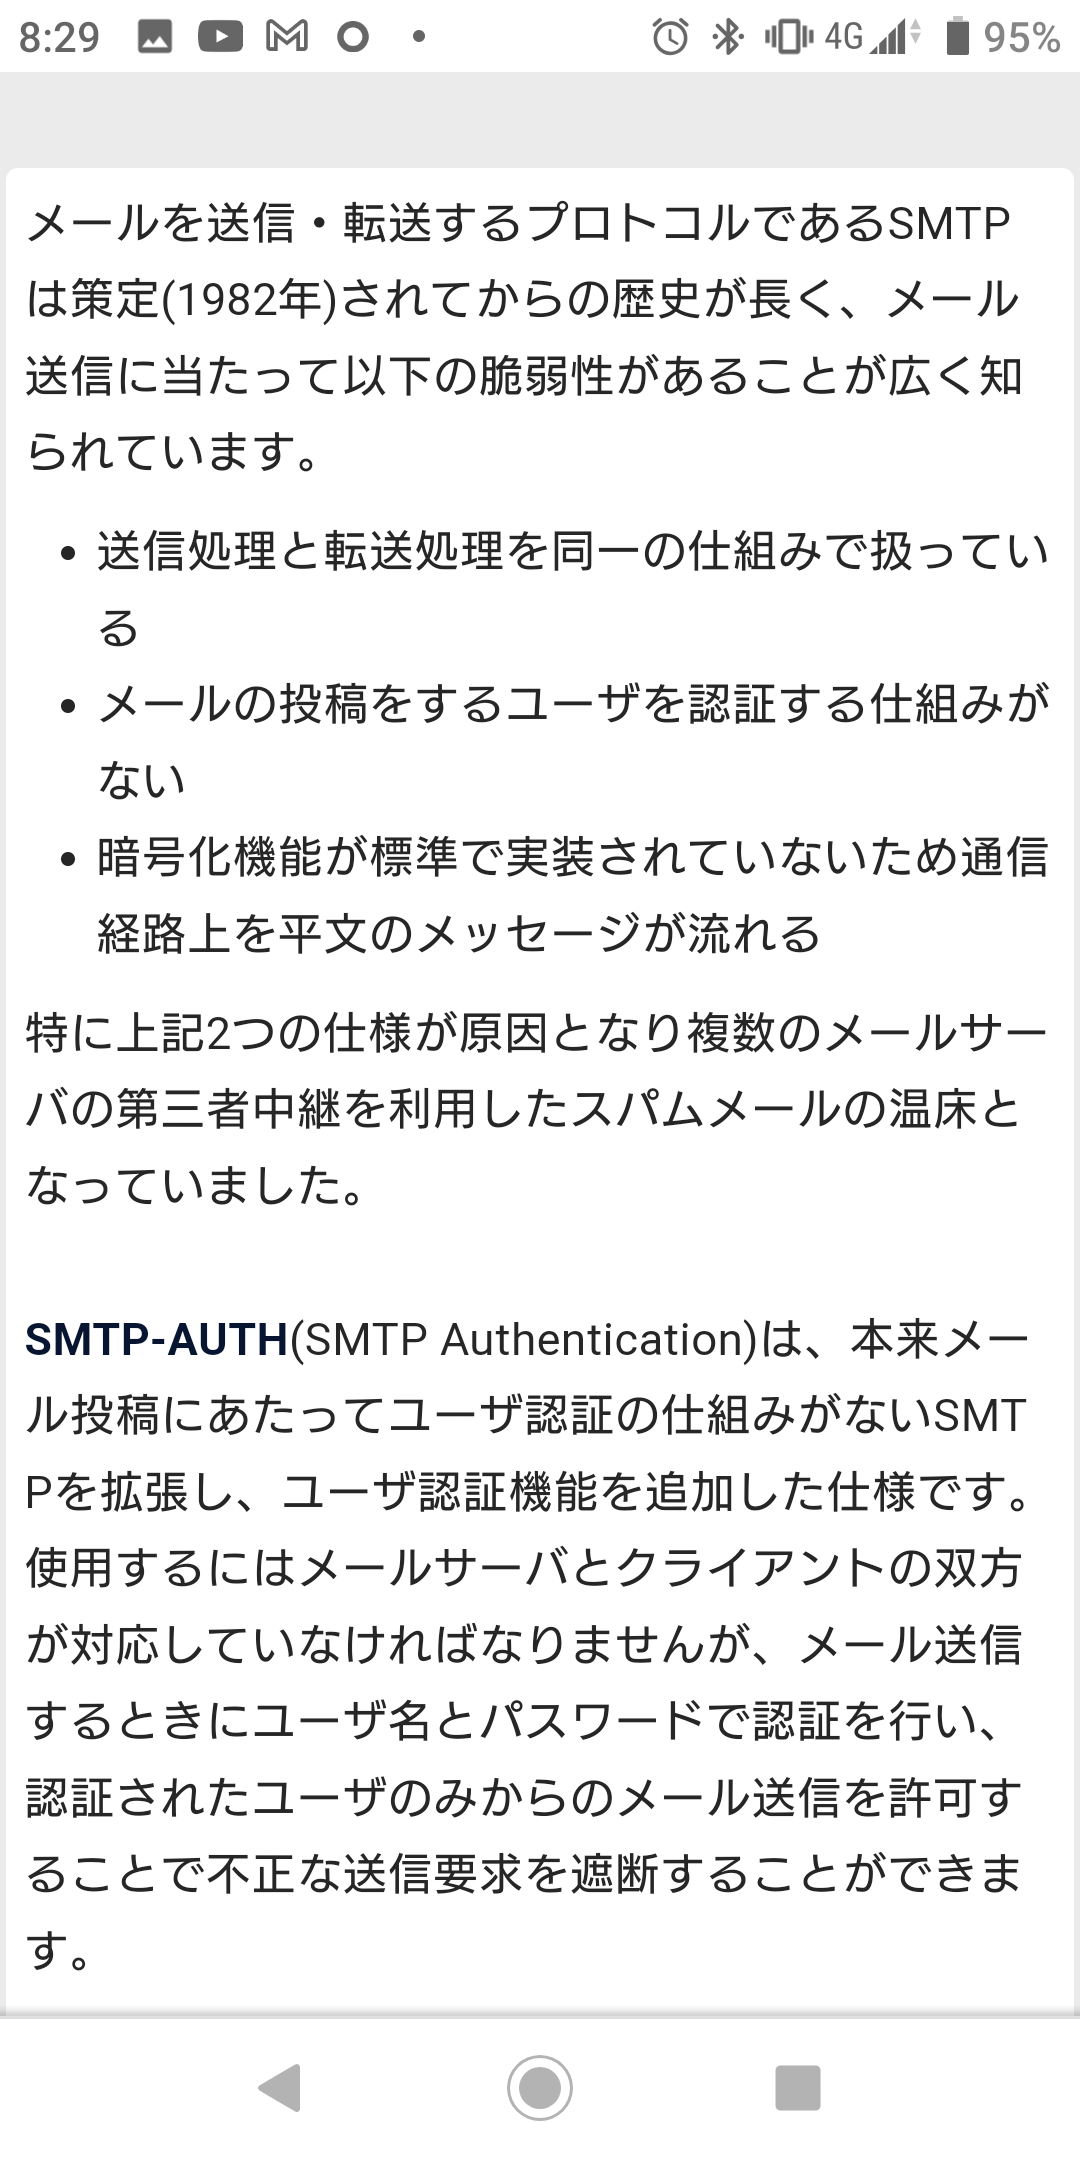 8:29 4G 95%
メールを送信・転送するプロトコルであるSMTP
は策定(1982年)されてからの歴史が長く、メール
送信に当たって以下の脆弱性があることが広く知
られています。
• 送信処理と転送処理を同一の仕組みで扱ってい
る
• メールの投稿をするユーザを認証する仕組みが
ない
• 暗号化機能が標準で実装されていないため通信
経路上を平文のメッセージが流れる
特に上記2つの仕様が原因となり複数のメールサー
バの第三者中継を利用したスパムメールの温床と
なっていました。
SMTP-AUTH(SMTP Authentication)は、本来メー
ル投稿にあたってユーザ認証の仕組みがないSMT
Pを拡張し、ユーザ認証機能を追加した仕様です。
使用するにはメールサーバとクライアントの双方
が対応していなければなりませんが、メール送信
するときにユーザ名とパスワードで認証を行い、
認証されたユーザのみからのメール送信を許可す
ることで不正な送信要求を遮断することができま
す。